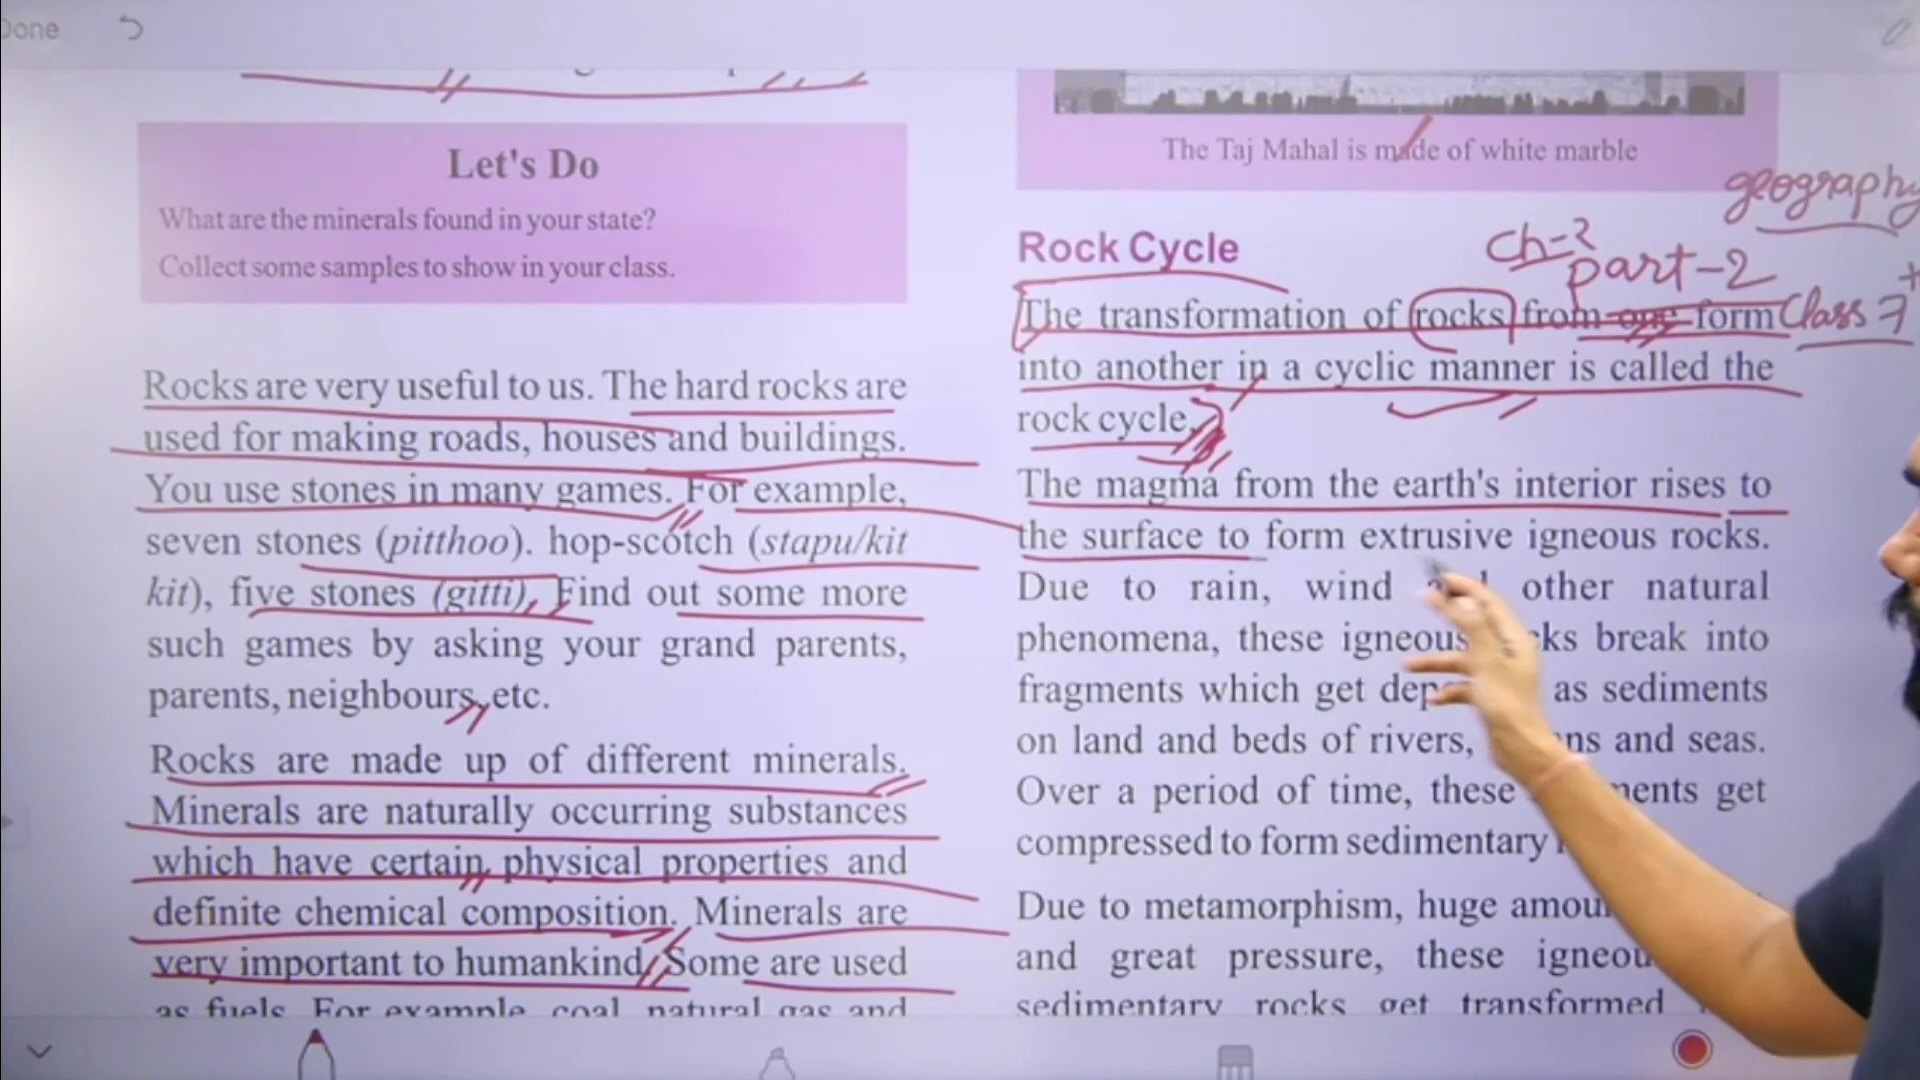 Done
Let's Do
What are the minerals found in your state?
Collect some samples to show in your class.
Rocks are very useful to us. The hard rocks are
used for making roads, houses and buildings.
You use stones in many games. For example,
seven stones (pitthoo). hop-scotch (stapu/kit
kit), five stones (gitti), Find out some more
such games by asking your grand parents,
parents, neighbours, etc.
Rocks are made up of different minerals.
Minerals are naturally occurring substances
which have certain physical properties and
definite chemical composition. Minerals are
very important to humankind. Some are used
as fuels. For example, coal, natural gas and
The Taj Mahal is made of white marble
geography
Ch-2
part-2
Class 7th
Rock Cycle
The transformation of rocks from one form
into another in a cyclic manner is called the
rock cycle.
The magma from the earth's interior rises to
the surface to form extrusive igneous rocks.
Due to rain, wind other natural
phenomena, these igneous break into
fragments which get as sediments
on land and beds of rivers, and seas.
Over a period of time, these get
compressed to form sedimentary
Due to metamorphism, huge
and great pressure, these
sedimentary rocks get transformed